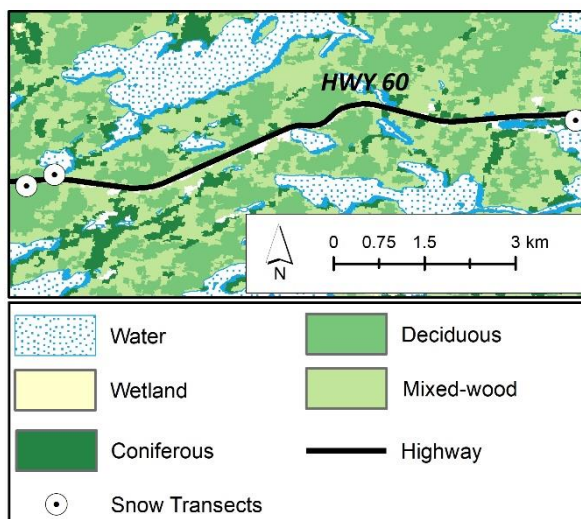 HWY 60
0 0.75 1.5 3 km
N
Water
Deciduous
Wetland
Mixed-wood
Coniferous
Highway
Snow Transects